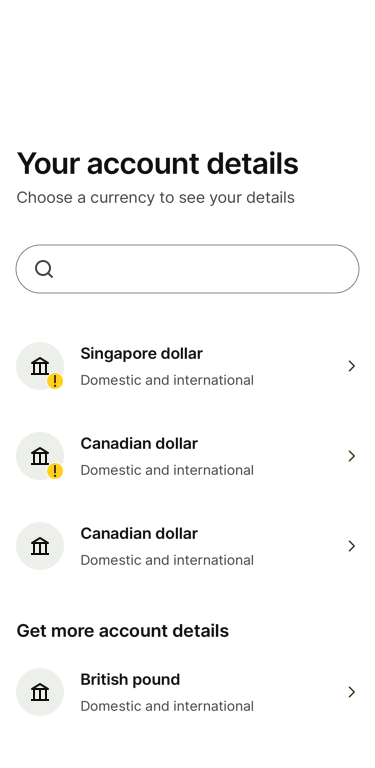 Your account details
Choose a currency to see your details
Singapore dollar
Domestic and international
Canadian dollar
Domestic and international
Canadian dollar
Domestic and international
Get more account details
British pound
Domestic and international